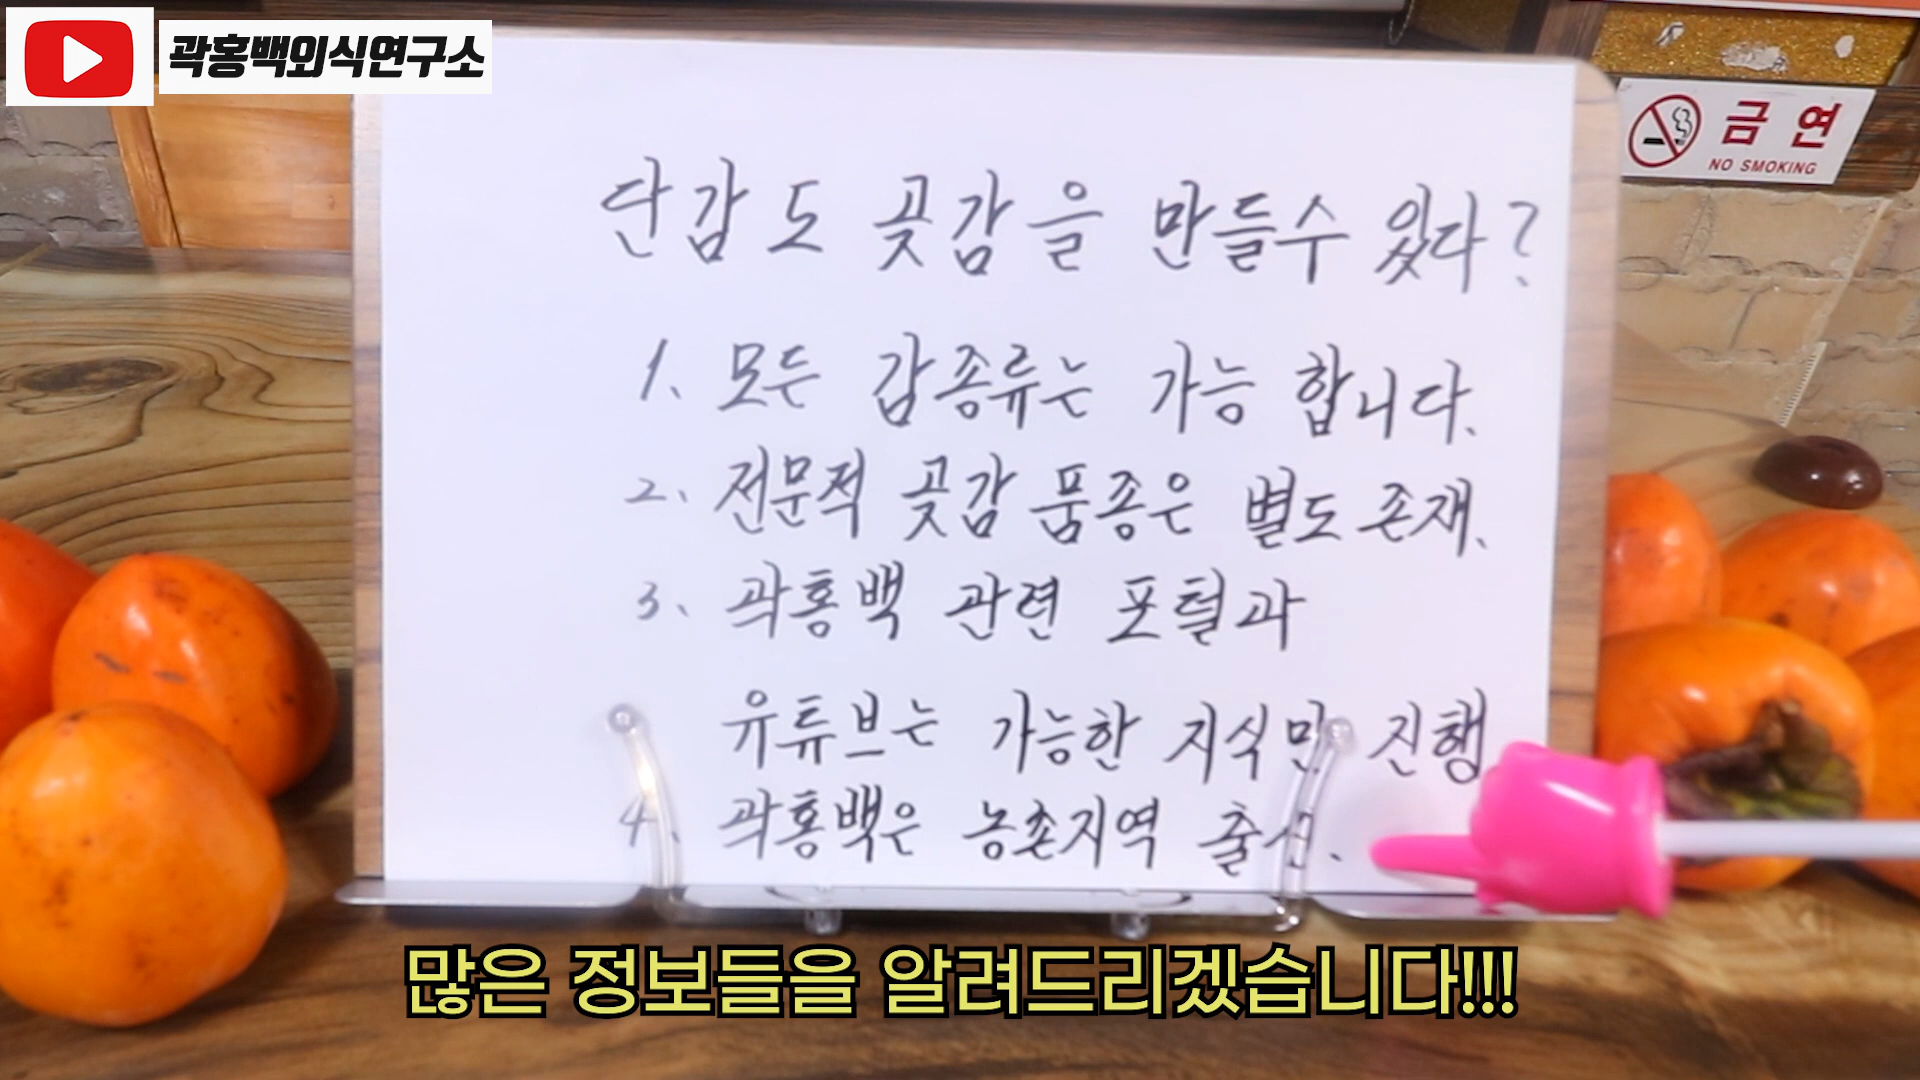 곽홍백외식연구소
금연
NO SMOKING
단감도 곶감을 만들수 있다?
1. 모든 감종류는 가능 합니다.
2. 전문적 곶감 품종은 별도 존재.
3. 곽홍백 관련 포털과
유튜브는 가능한 지식만 진행
4. 곽홍백은 농촌지역 출신.
많은 정보들을 알려드리겠습니다!!!